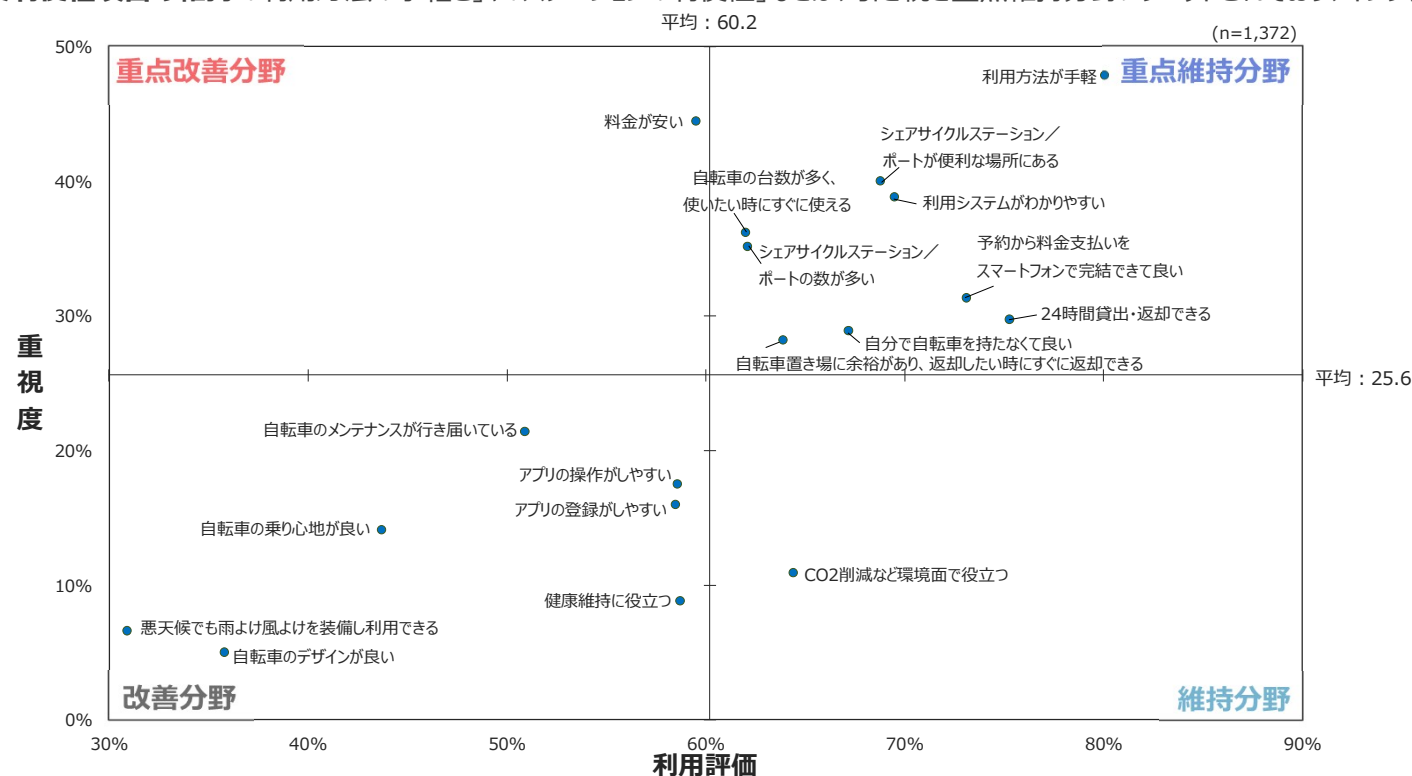 平均：60.2
(n=1,372)
50%
重点改善分野
重点維持分野
利用方法が手軽
料金が安い
シェアサイクルステーション／
ポートが便利な場所にある
40%
自転車の台数が多く、
使いたい時にすぐに使える
利用システムがわかりやすい
シェアサイクルステーション／
ポートの数が多い
予約から料金支払いを
スマートフォンで完結できて良い
30%
24時間貸出・返却できる
自分で自転車を持たなくて良い
自転車置き場に余裕があり、返却したい時にすぐに返却できる
重視度
平均：25.6
自転車のメンテナンスが行き届いている
20%
アプリの操作がしやすい
アプリの登録がしやすい
自転車の乗り心地が良い
10%
CO2削減など環境面で役立つ
健康維持に役立つ
悪天候でも雨よけ風よけを装備し利用できる
自転車のデザインが良い
改善分野
維持分野
0%
30%
40%
50%
60%
70%
80%
90%
利用評価